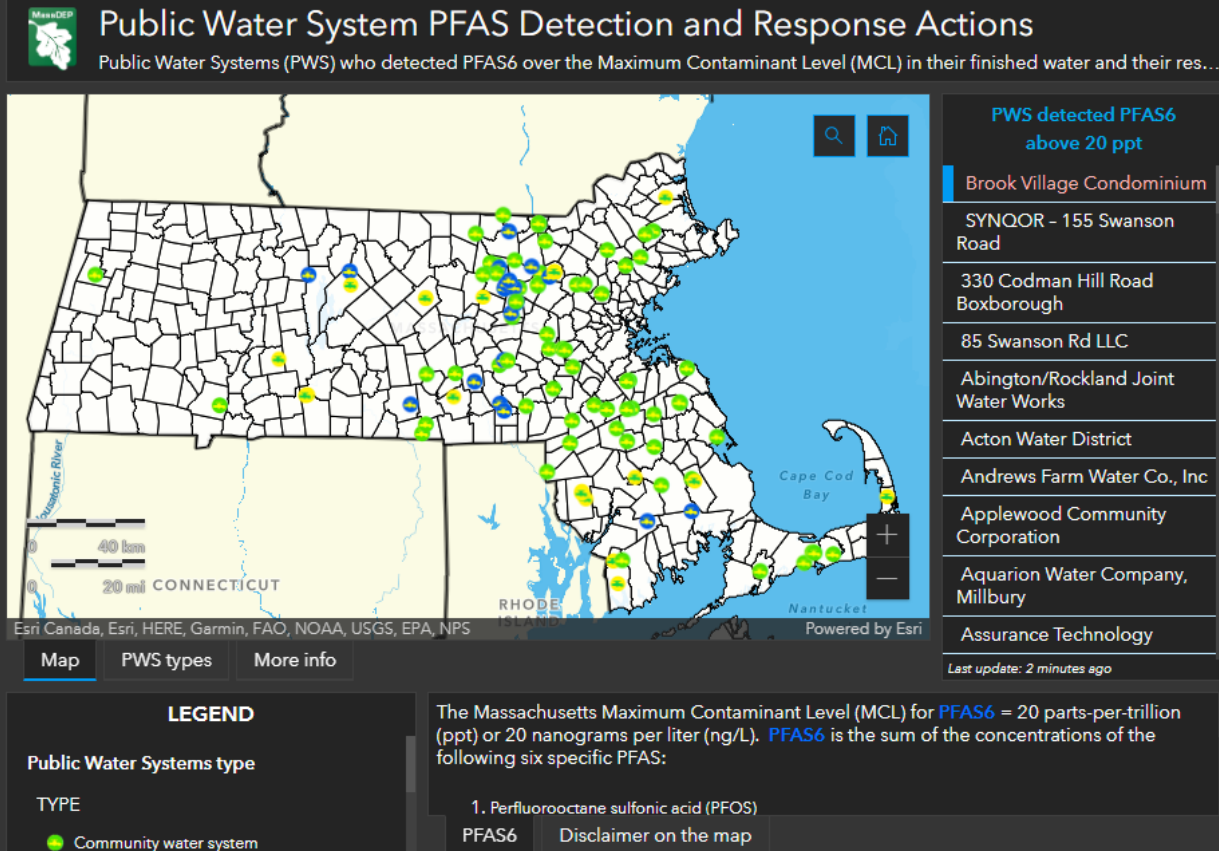 MassDEP
Public Water System PFAS Detection and Response Actions
Public Water Systems (PWS) who detected PFAS6 over the Maximum Contaminant Level (MCL) in their finished water and their res...
PWS detected PFAS6
above 20 ppt
Brook Village Condominium
SYNQOR – 155 Swanson
Road
330 Codman Hill Road
Boxborough
85 Swanson Rd LLC
Abington/Rockland Joint
Water Works
Acton Water District
Andrews Farm Water Co., Inc
Applewood Community
Corporation
Aquarion Water Company,
Millbury
Assurance Technology
Last update: 2 minutes ago
MASSACHUSETTS
Cape Cod
Bay
ousatonic River
0 40 km
0 20 mi
CONNECTICUT
RHODE
ISLAND
Nantucket
Esri Canada, Esri, HERE, Garmin, FAO, NOAA, USGS, EPA, NPS
Powered by Esri
Map PWS types More info
LEGEND
Public Water Systems type
TYPE
Community water system
The Massachusetts Maximum Contaminant Level (MCL) for PFAS6 = 20 parts-per-trillion
(ppt) or 20 nanograms per liter (ng/L). PFAS6 is the sum of the concentrations of the
following six specific PFAS:
1. Perfluorooctane sulfonic acid (PFOS)
PFAS6 Disclaimer on the map